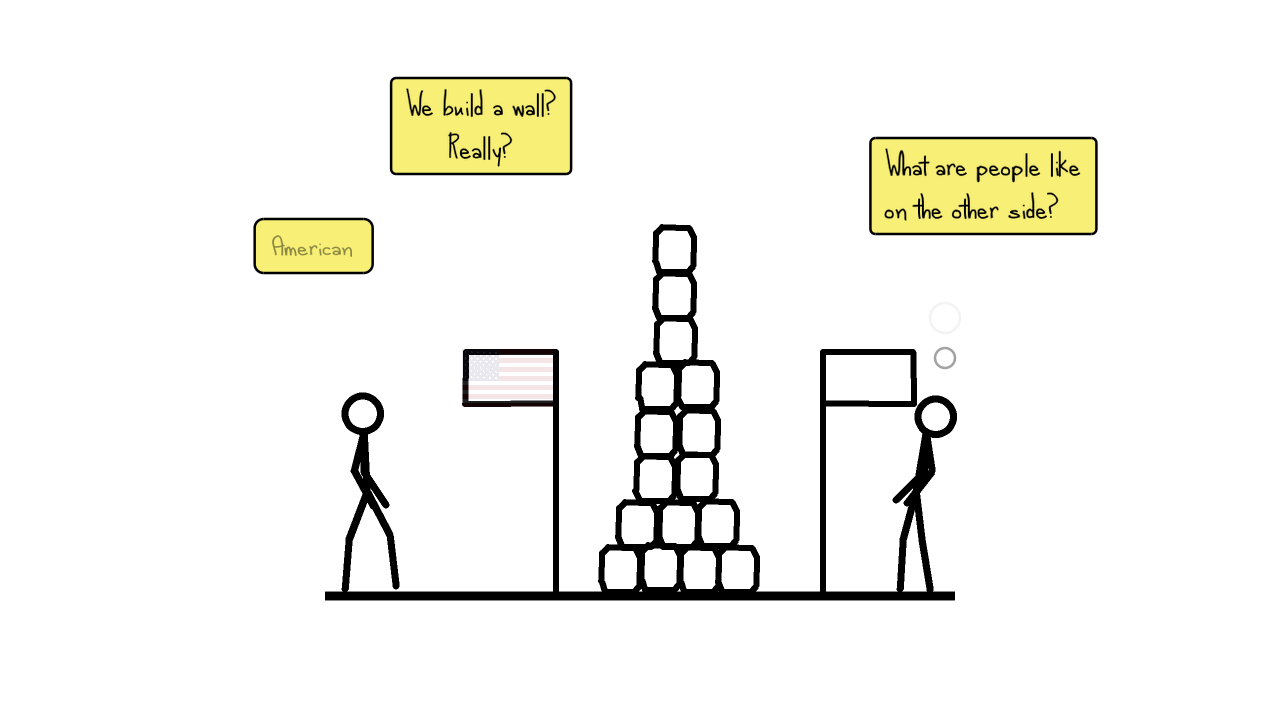 We build a wall?
Really?
What are people like
on the other side?
American